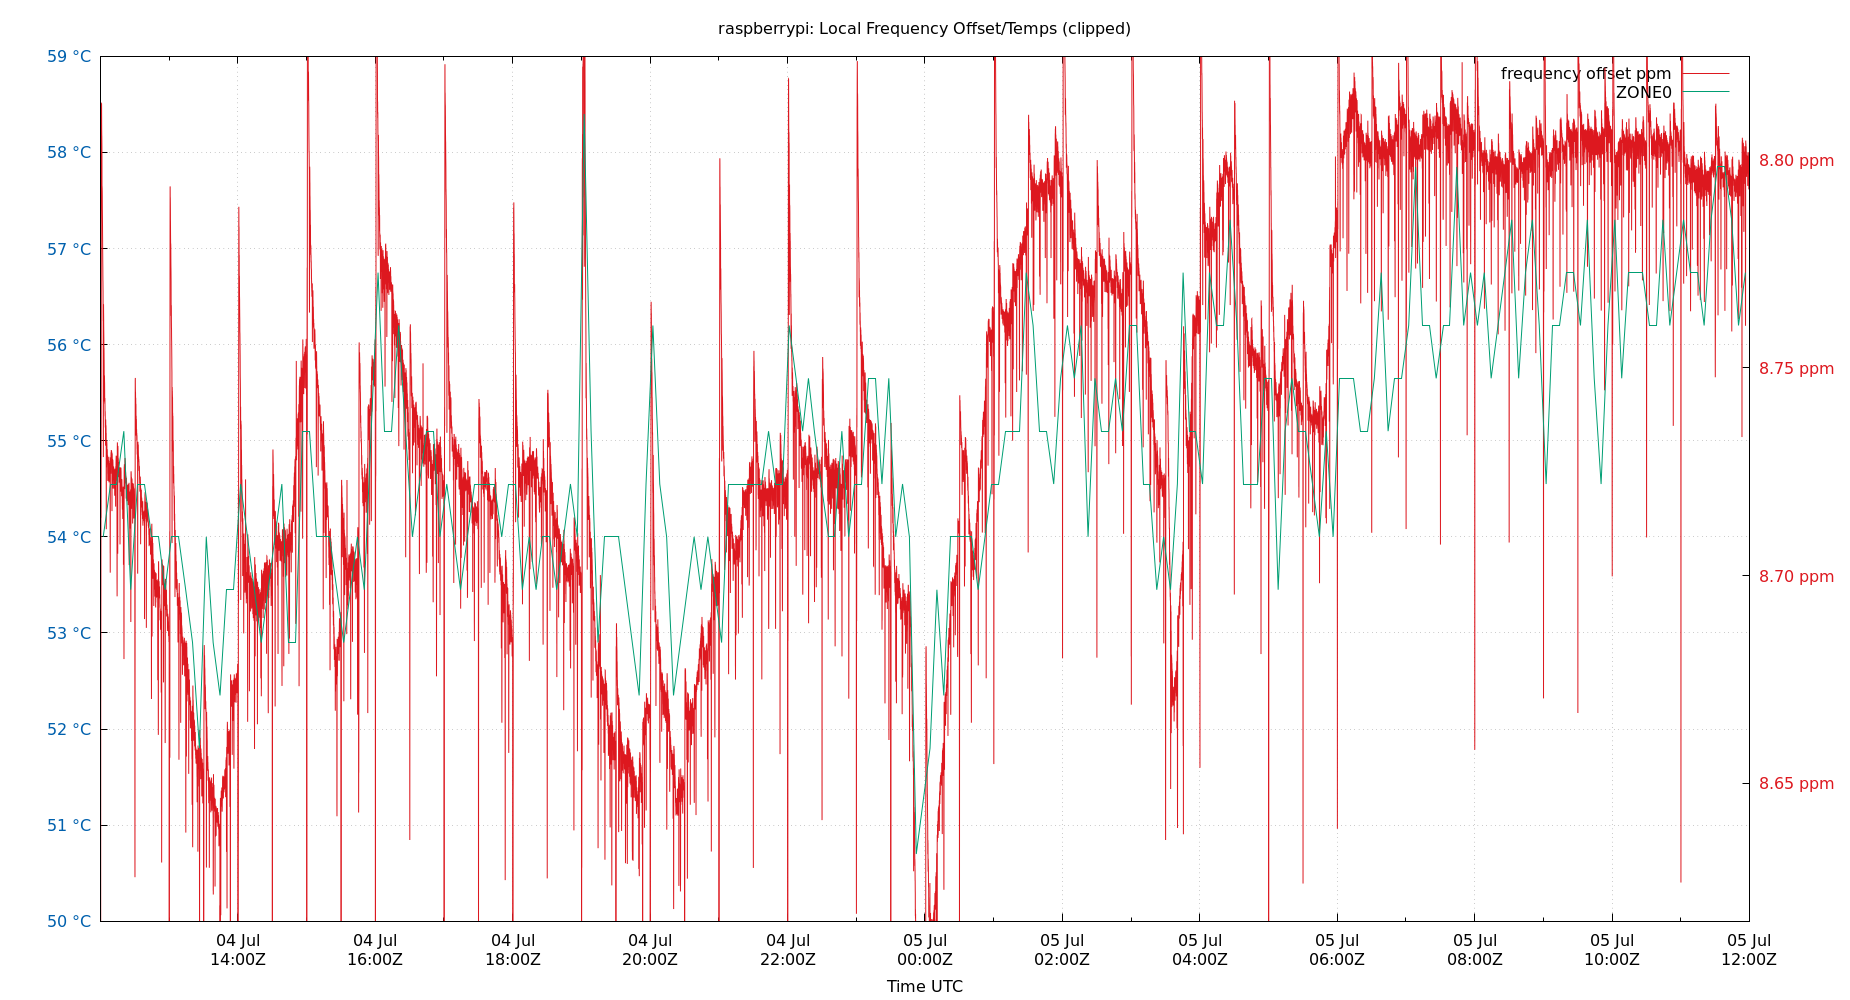 raspberrypi: Local Frequency Offset/Temps (clipped)
59 °C
58 °C
57 °C
56 °C
55 °C
54 °C
53 °C
52 °C
51 °C
50 °C
frequency offset ppm
ZONE0
8.80 ppm
8.75 ppm
8.70 ppm
8.65 ppm
04 Jul
14:00Z
04 Jul
16:00Z
04 Jul
18:00Z
04 Jul
20:00Z
04 Jul
22:00Z
05 Jul
00:00Z
05 Jul
02:00Z
05 Jul
04:00Z
05 Jul
06:00Z
05 Jul
08:00Z
05 Jul
10:00Z
05 Jul
12:00Z
Time UTC